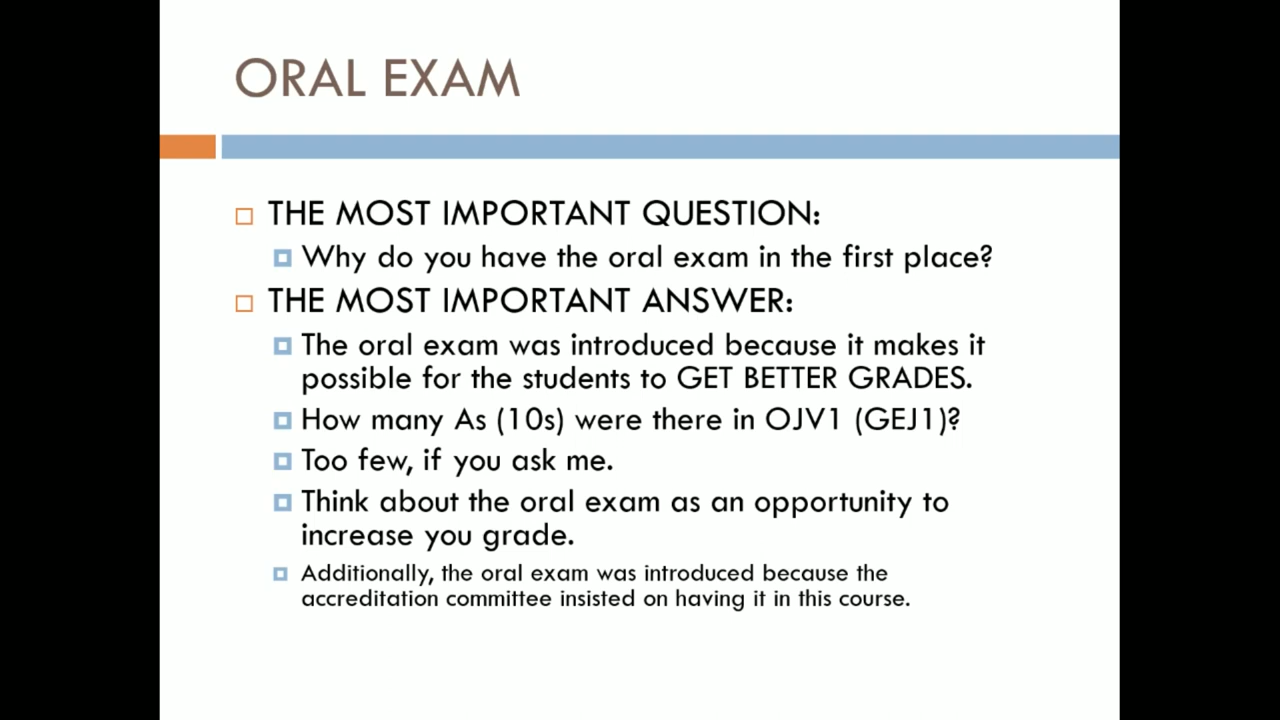 ORAL EXAM
THE MOST IMPORTANT QUESTION:
Why do you have the oral exam in the first place?
THE MOST IMPORTANT ANSWER:
The oral exam was introduced because it makes it
possible for the students to GET BETTER GRADES.
How many As (10s) were there in OJV1 (GEJ1)?
Too few, if you ask me.
Think about the oral exam as an opportunity to
increase you grade.
Additionally, the oral exam was introduced because the
accreditation committee insisted on having it in this course.